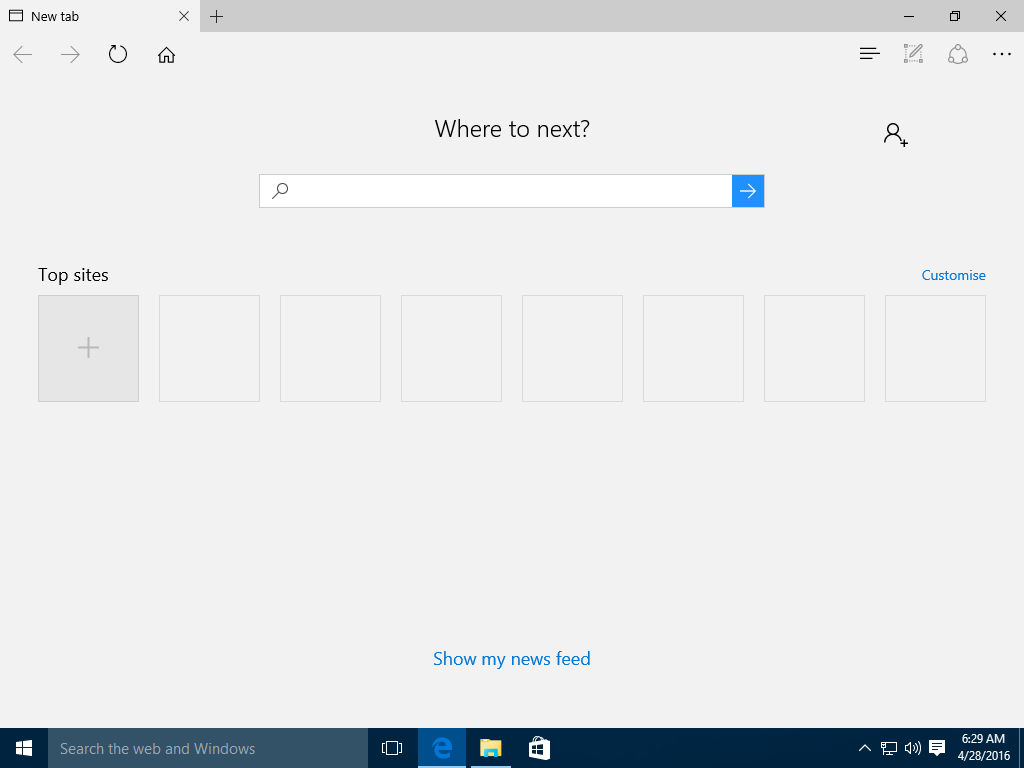 New tab
Where to next?
Top sites
Customise
Show my news feed
Search the web and Windows
6:29 AM
4/28/2016